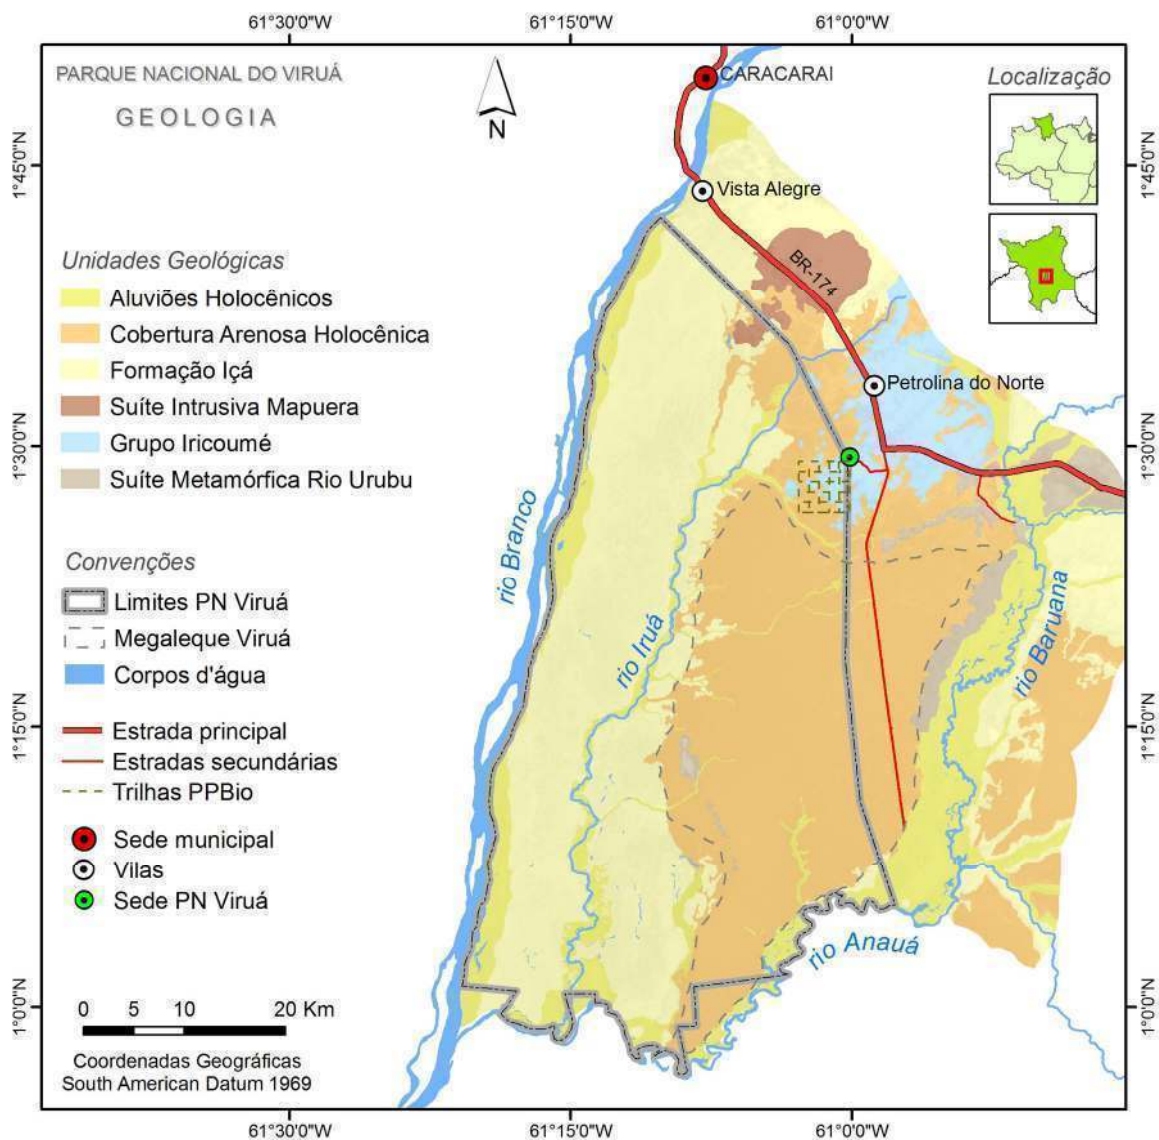 61°30'0"W
61°15'0"W
61°0'0"W
PARQUE NACIONAL DO VIRUÁ
GEOLOGIA
N
CARACARAI
Localização
1°45'0"N
1°45'0"N
Vista Alegre
BR-174
Unidades Geológicas
Aluviões Holocênicos
Cobertura Arenosa Holocênica
Formação Içá
Suíte Intrusiva Mapuera
Grupo Iricoumé
Suíte Metamórfica Rio Urubu
Petrolina do Norte
1°30'0"N
1°30'0"N
rio Branco
rio Iruá
rio Baruana
Convenções
Limites PN Viruá
Megaleque Viruá
Corpos d'água
Estrada principal
Estradas secundárias
Trilhas PPBio
Sede municipal
Vilas
Sede PN Viruá
1°15'0"N
1°15'0"N
rio Anauá
1°0'0"N
1°0'0"N
0 5 10 20 Km
Coordenadas Geográficas
South American Datum 1969
61°30'0"W
61°15'0"W
61°0'0"W